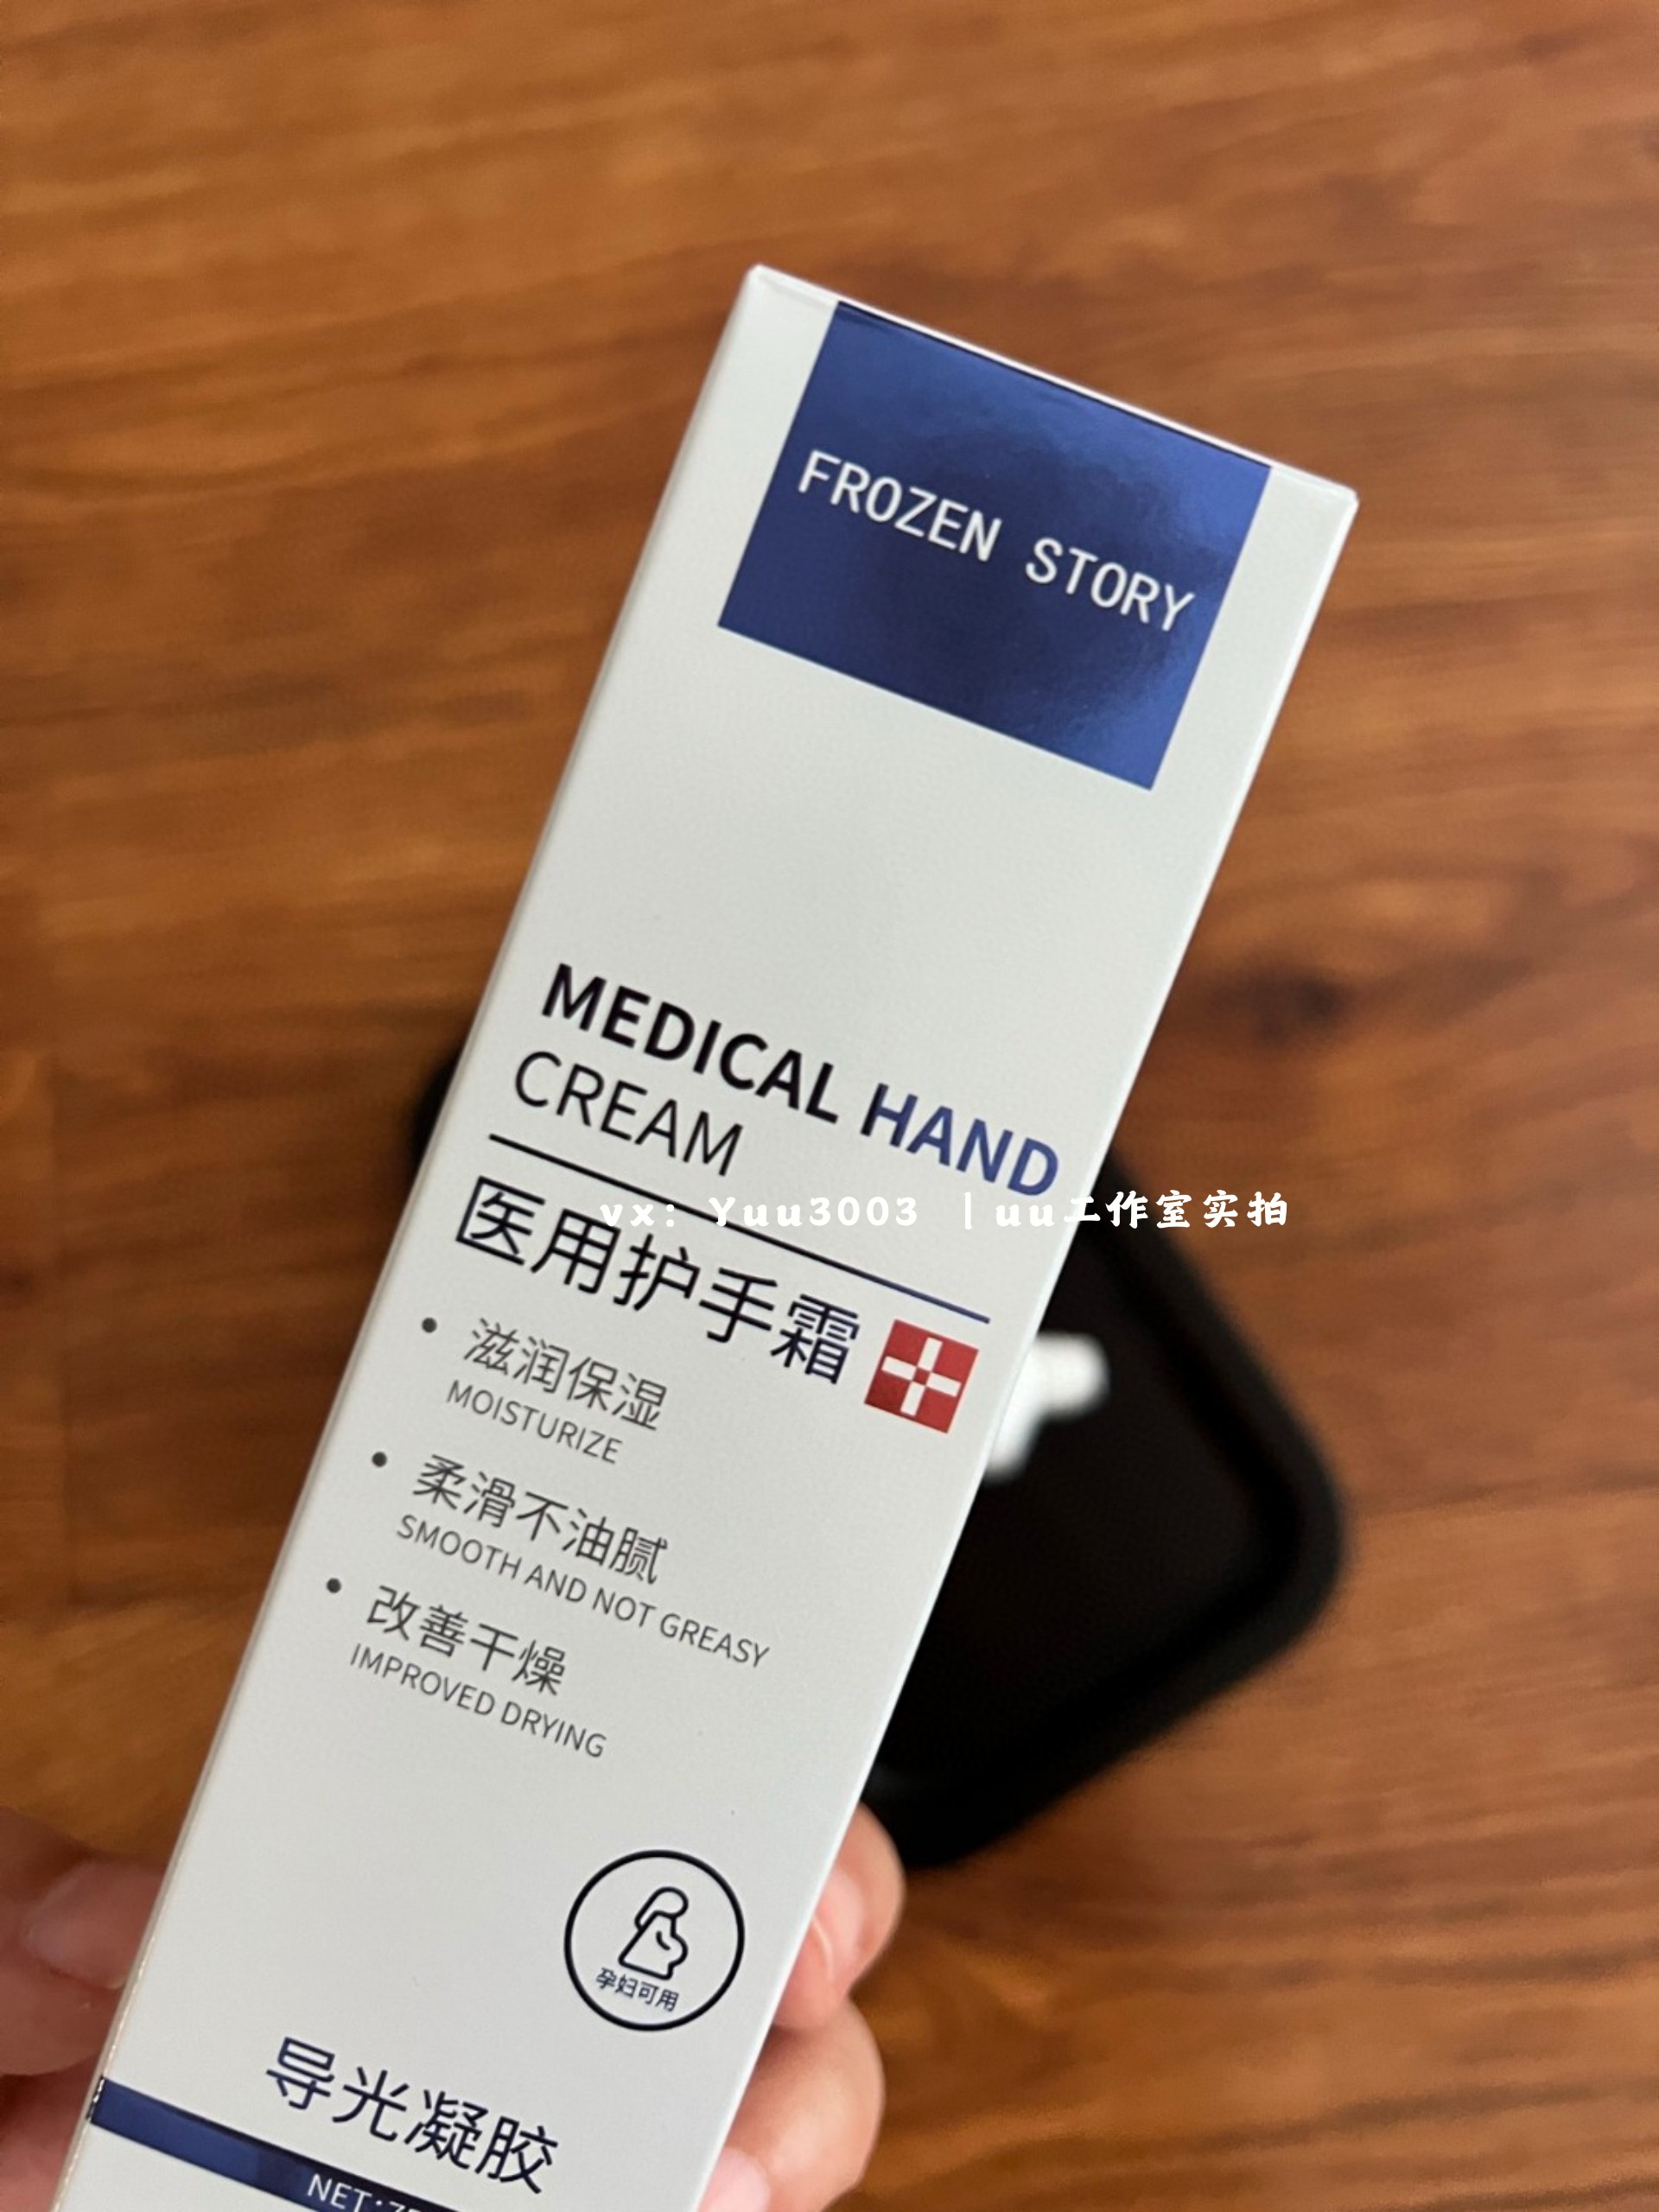 FROZEN STORY
MEDICAL HAND
CREAM
医用护手霜
vx: Yuu3003 | uu工作室实拍
滋润保湿
MOISTURIZE
柔滑不油腻
SMOOTH AND NOT GREASY
改善干燥
IMPROVED DRYING
孕妇可用
导光凝胶
NET: